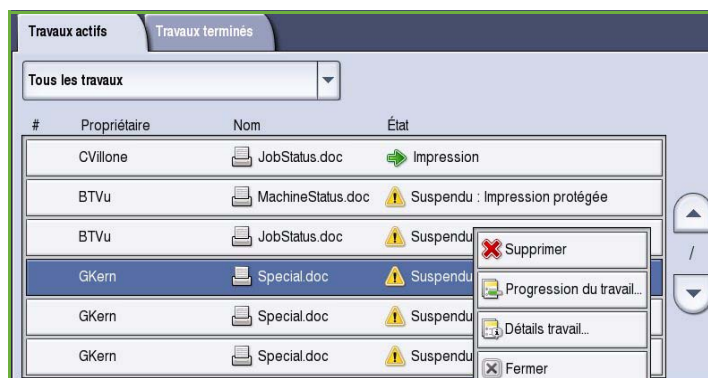 Travaux actifs
Travaux terminés
Tous les travaux
# Propriétaire Nom État
CVillone JobStatus.doc Impression
BTVu MachineStatus.doc Suspendu : Impression protégée
BTVu JobStatus.doc Suspendu
Supprimer
GKern Special.doc Suspendu
Progression du travail...
GKern Special.doc Suspendu
Détails travail...
GKern Special.doc Suspendu
Fermer
/